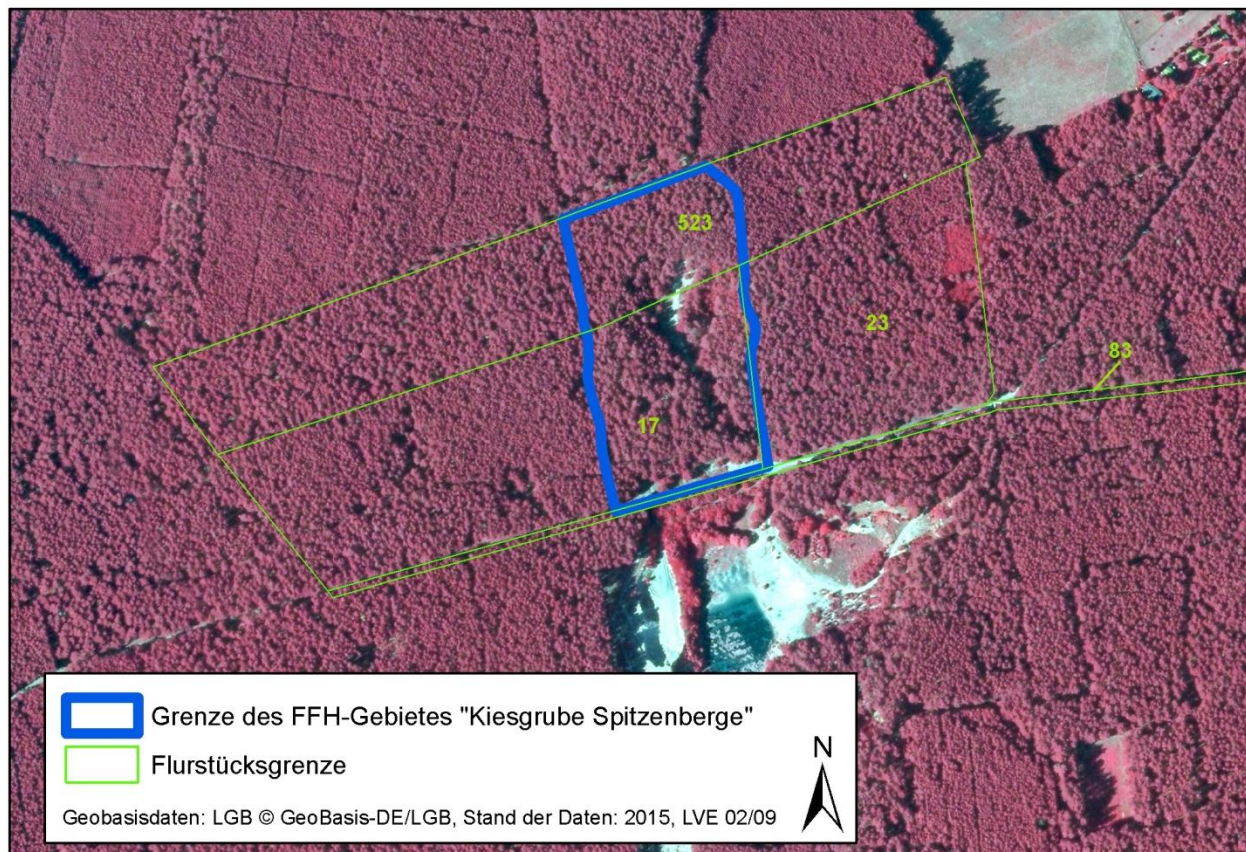 523
23
83
17
Grenze des FFH-Gebietes "Kiesgrube Spitzenberge"
Flurstücksgrenze
N
Geobasisdaten: LGB © GeoBasis-DE/LGB, Stand der Daten: 2015, LVE 02/09